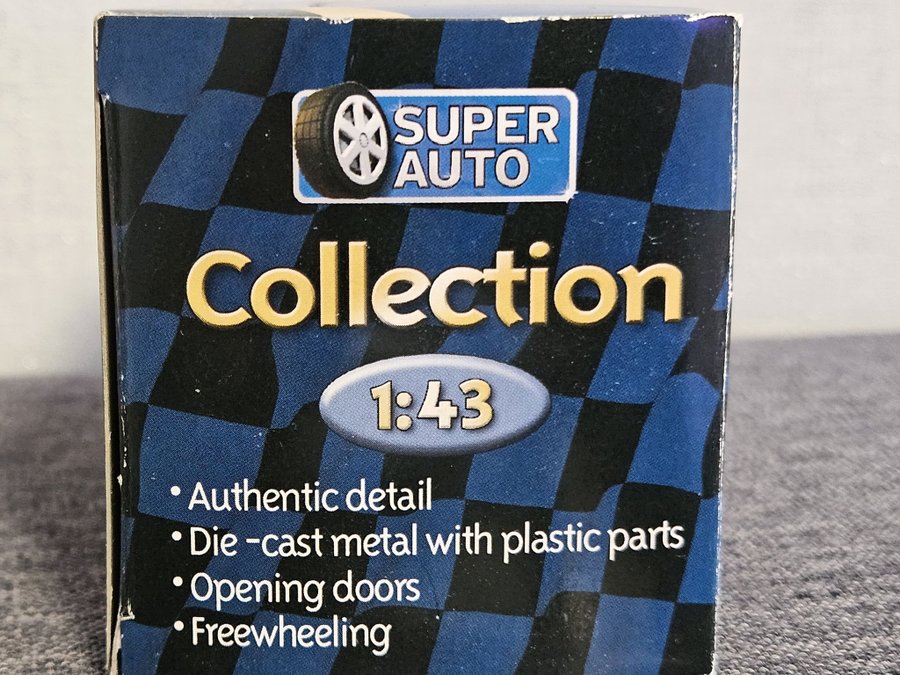 SUPER
AUTO
Collection
1:43
• Authentic detail
• Die -cast metal with plastic parts
• Opening doors
• Freewheeling